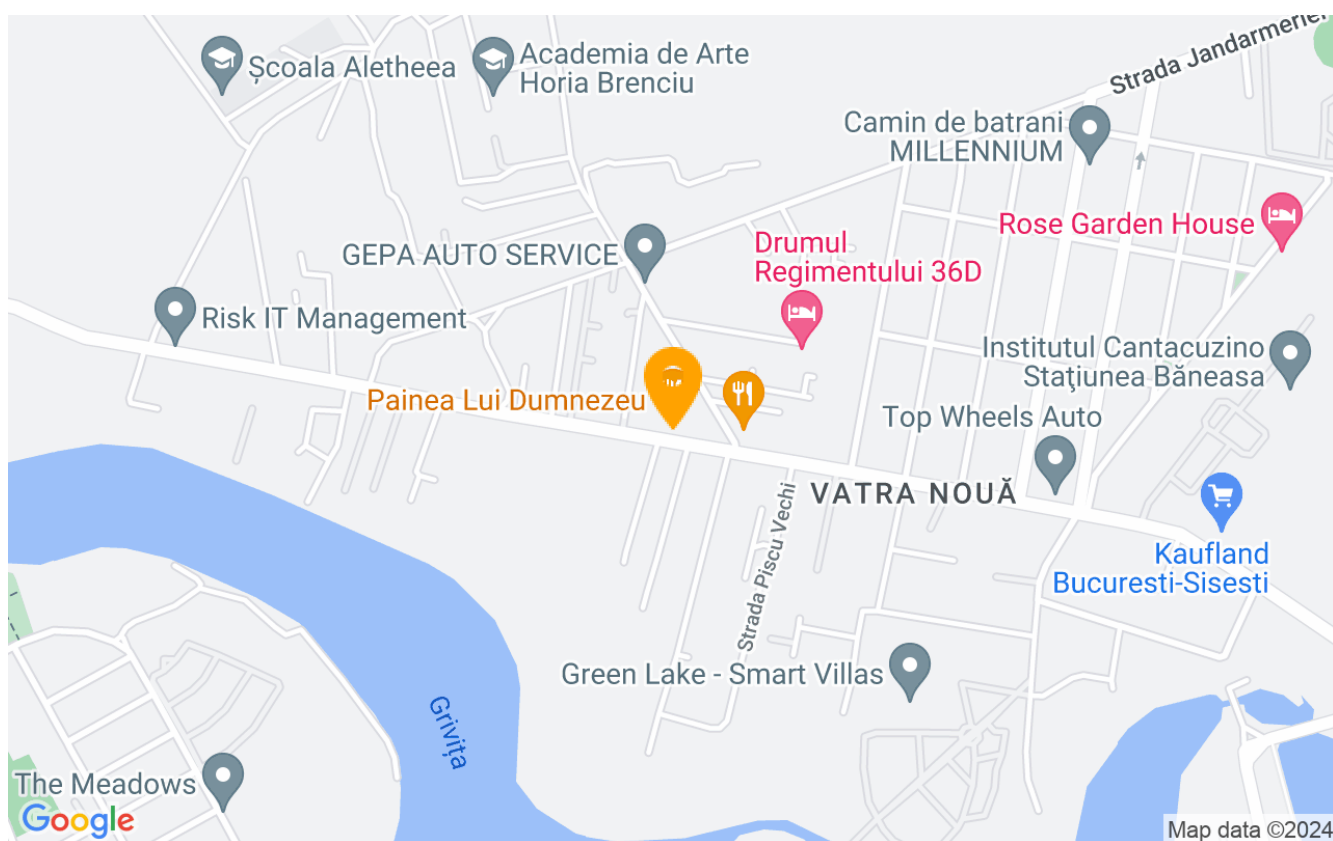 Strada Jandarmeriei
Școala Aletheea
Academia de Arte
Horia Brenciu
Camin de batrani
MILLENNIUM
Rose Garden House
GEPA AUTO SERVICE
Drumul
Regimentului 36D
Risk IT Management
Institutul Cantacuzino
Staţiunea Băneasa
Painea Lui Dumnezeu
Top Wheels Auto
VATRA NOUĂ
Strada Piscu Vechi
Kaufland
Bucuresti-Sisesti
Green Lake - Smart Villas
Grivița
The Meadows
Google
Map data ©2024